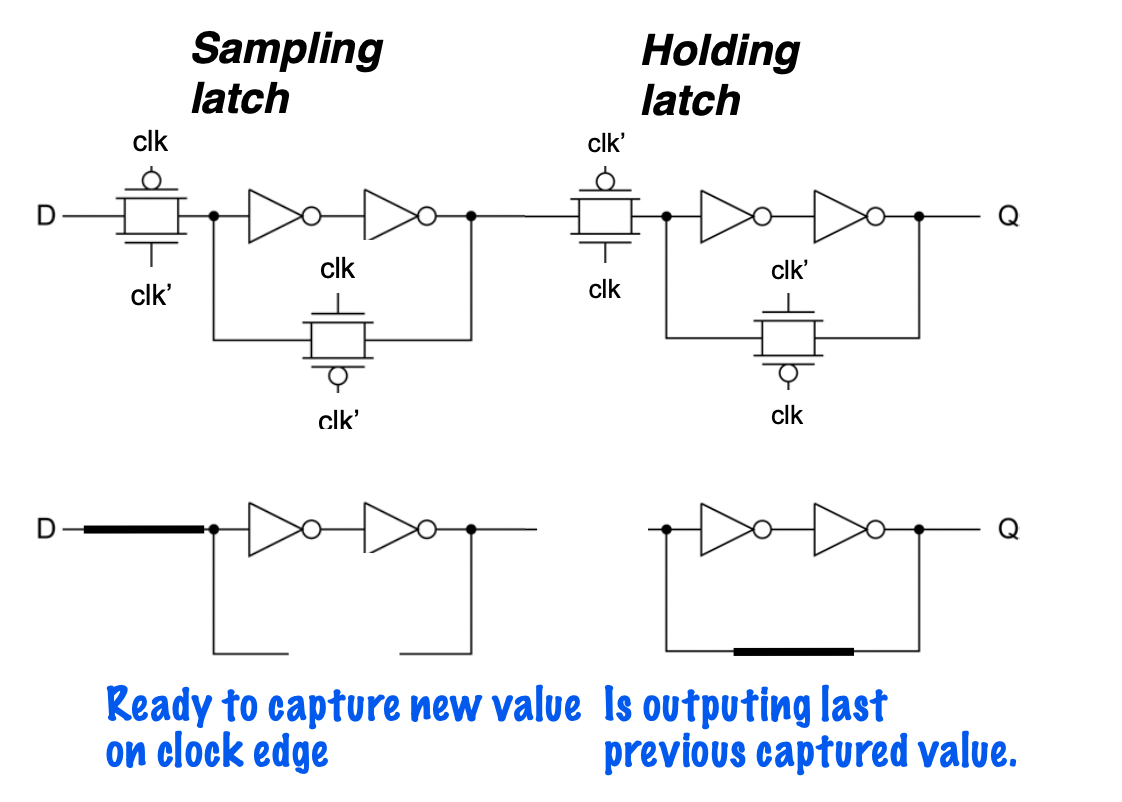 Sampling
latch
Holding
latch
clk
clk’
D
Q
clk’
clk
clk
clk’
clk’
clk
D
Q
Ready to capture new value
on clock edge
Is outputing last
previous captured value.